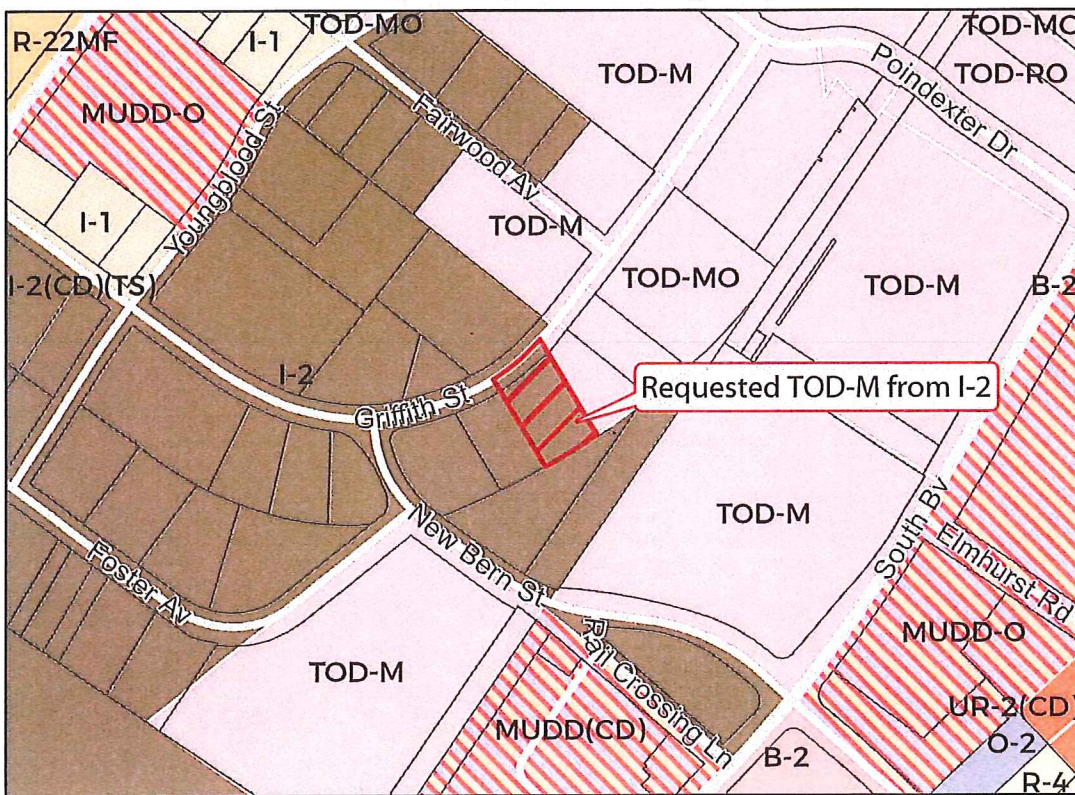 TOD-MO
TOD-MO
R-22MF
I-1
TOD-M
TOD-RO
Poindexter Dr
MUDD-O
Fairwood Av
Youngblood St
I-1
TOD-M
I-2(CD)(TS)
TOD-MO
TOD-M
B-2
I-2
Requested TOD-M from I-2
Griffith St
TOD-M
New Bern St
South Bv
Elmhurst Rd
Foster Av
MUDD-O
Rail Crossing Ln
TOD-M
UR-2(CD)
MUDD(CD)
O-2
B-2
R-4